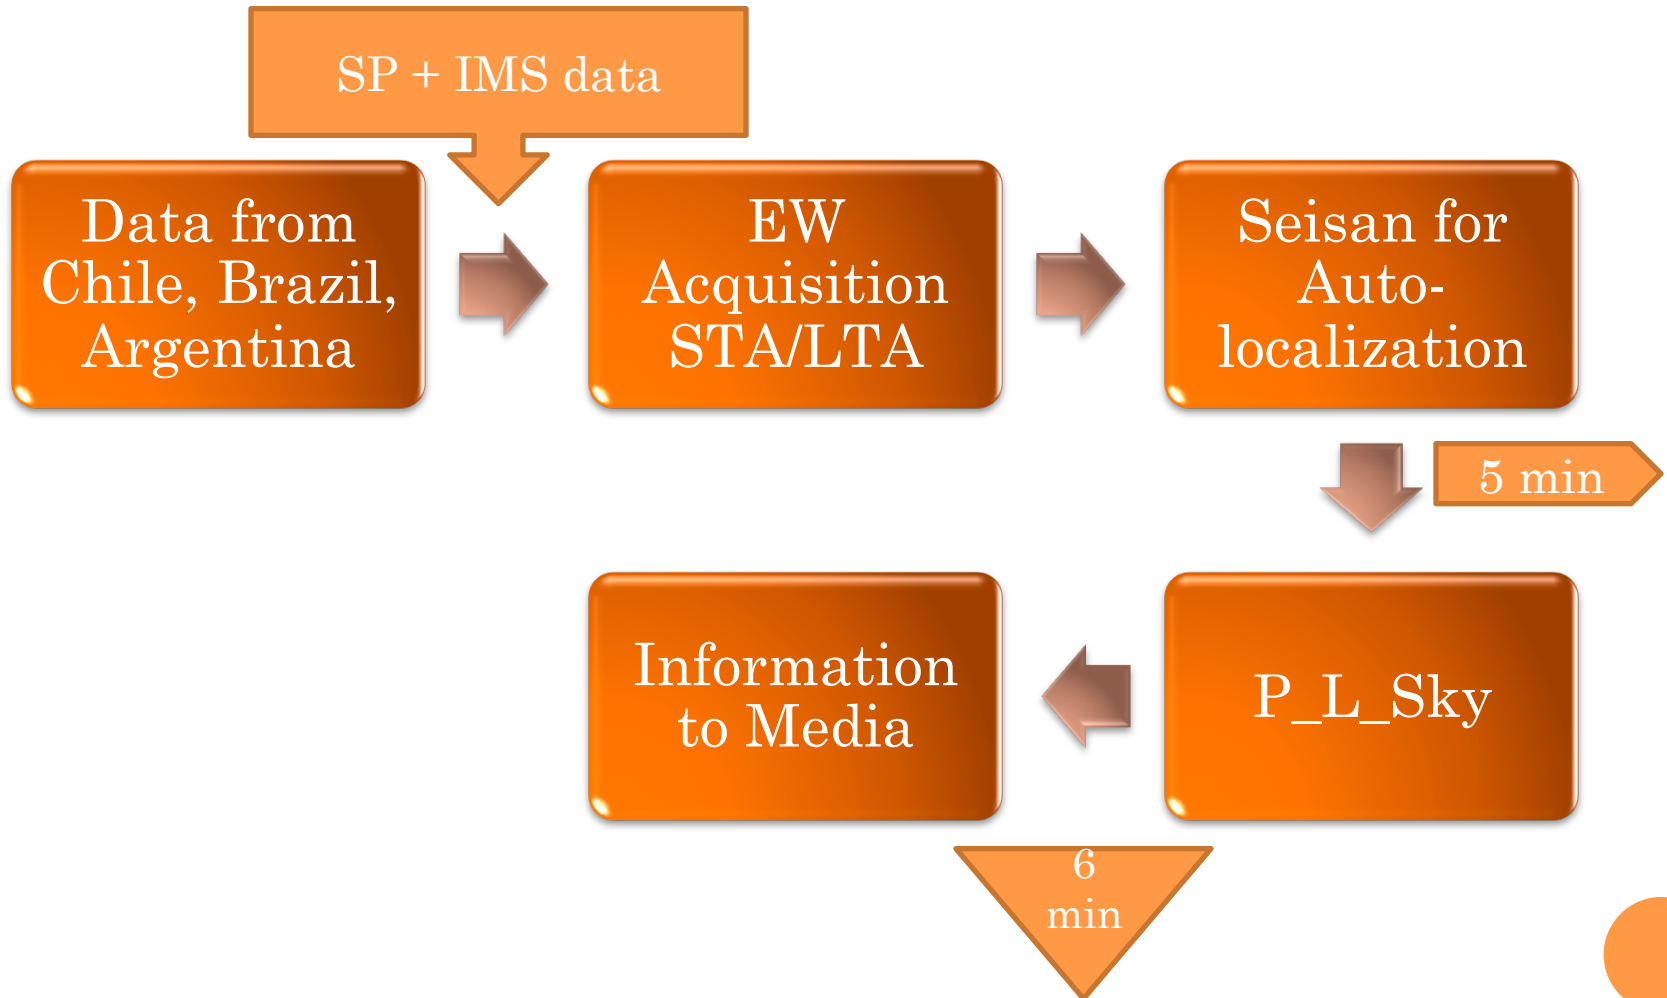 SP + IMS data
Data from
Chile, Brazil,
Argentina
EW
Acquisition
STA/LTA
Seisan for
Auto-
localization
5 min
P_L_Sky
Information
to Media
6
min